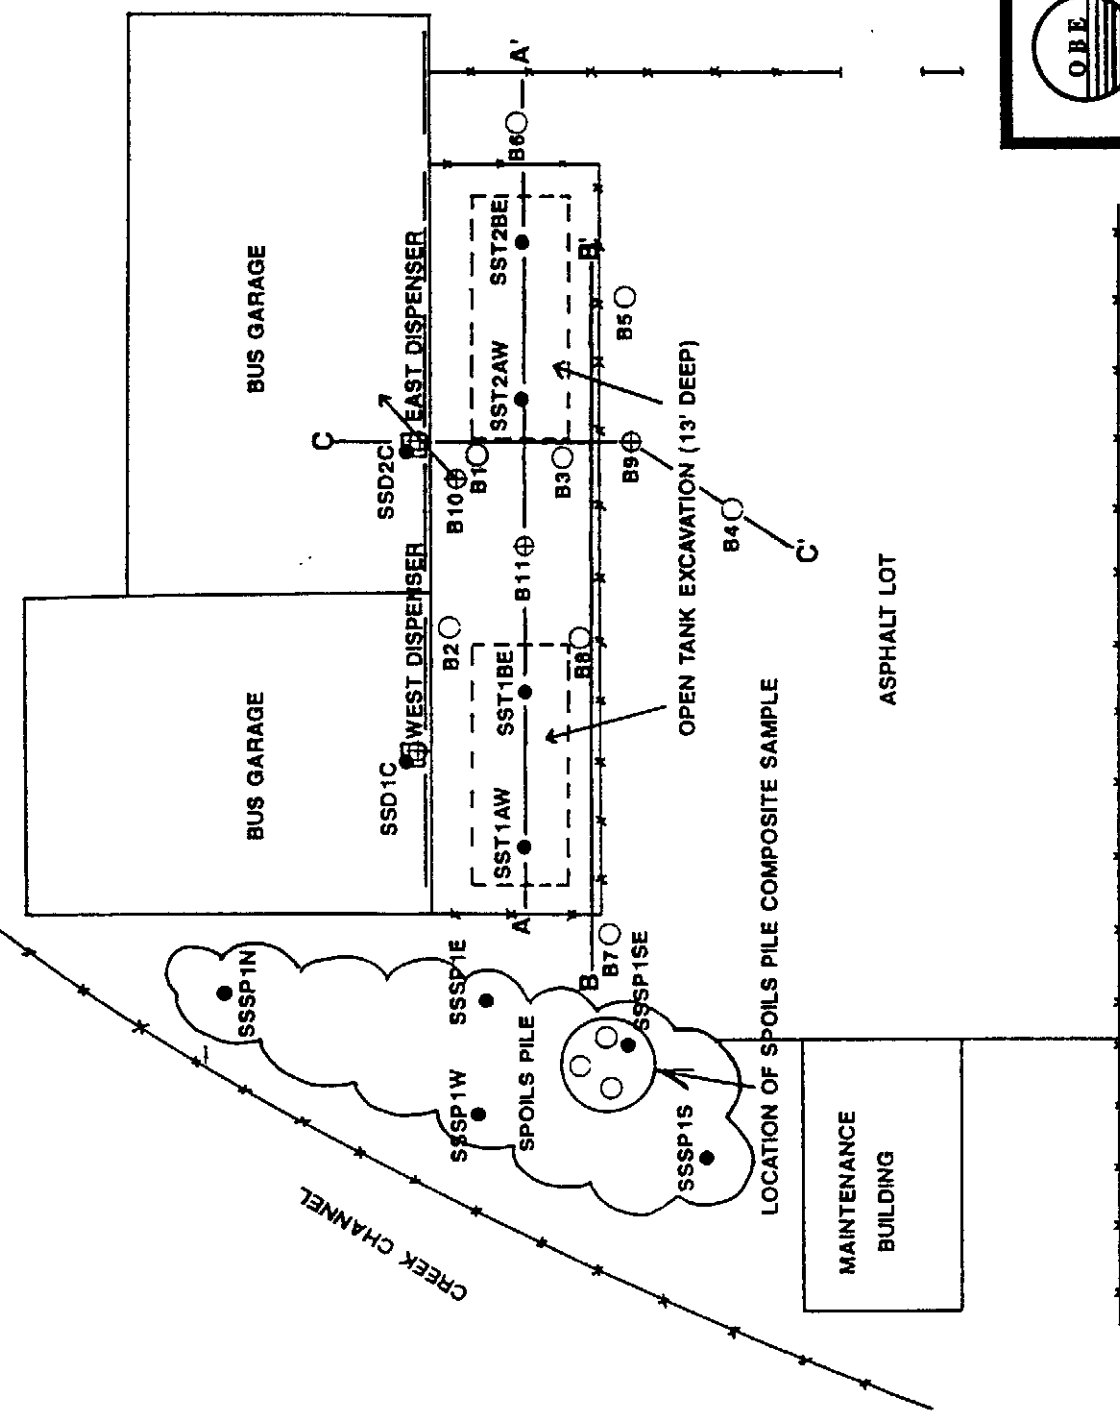 BUS GARAGE
BUS GARAGE
C
SSD1C
WEST DISPENSER
SSD2C
EAST DISPENSER
B2
B10
B1
A
SST1AW
SST1BE
B11
SST2AW
SST2BE
B6
A'
B3
B8
B
B'
B7
B9
B5
B4
C'
OPEN TANK EXCAVATION (13' DEEP)
SSSP1N
SSSP1E
SSSP1W
SPOILS PILE
SSSP1SE
SSSP1S
LOCATION OF SPOILS PILE COMPOSITE SAMPLE
CREEK CHANNEL
MAINTENANCE
BUILDING
ASPHALT LOT
QBE